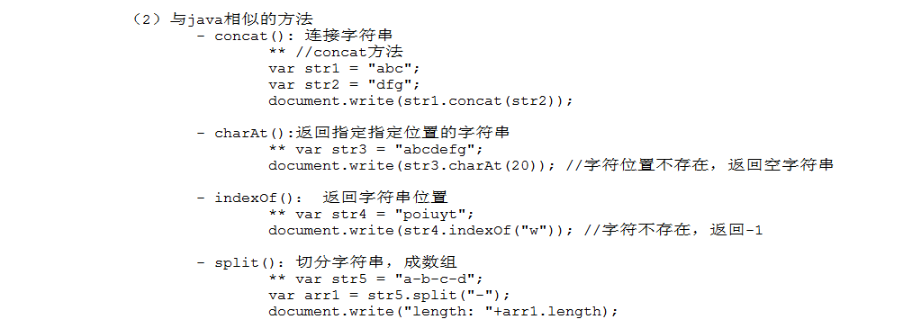 （2）与java相似的方法
- concat(): 连接字符串
** //concat方法
var str1 = "abc";
var str2 = "dfg";
document.write(str1.concat(str2));
- charAt():返回指定指定位置的字符串
** var str3 = "abcdefg";
document.write(str3.charAt(20)); //字符位置不存在，返回空字符串
- indexOf()： 返回字符串位置
** var str4 = "poiuyt";
document.write(str4.indexOf("w")); //字符不存在，返回-1
- split(): 切分字符串，成数组
** var str5 = "a-b-c-d";
var arr1 = str5.split("-");
document.write("length: "+arr1.length);